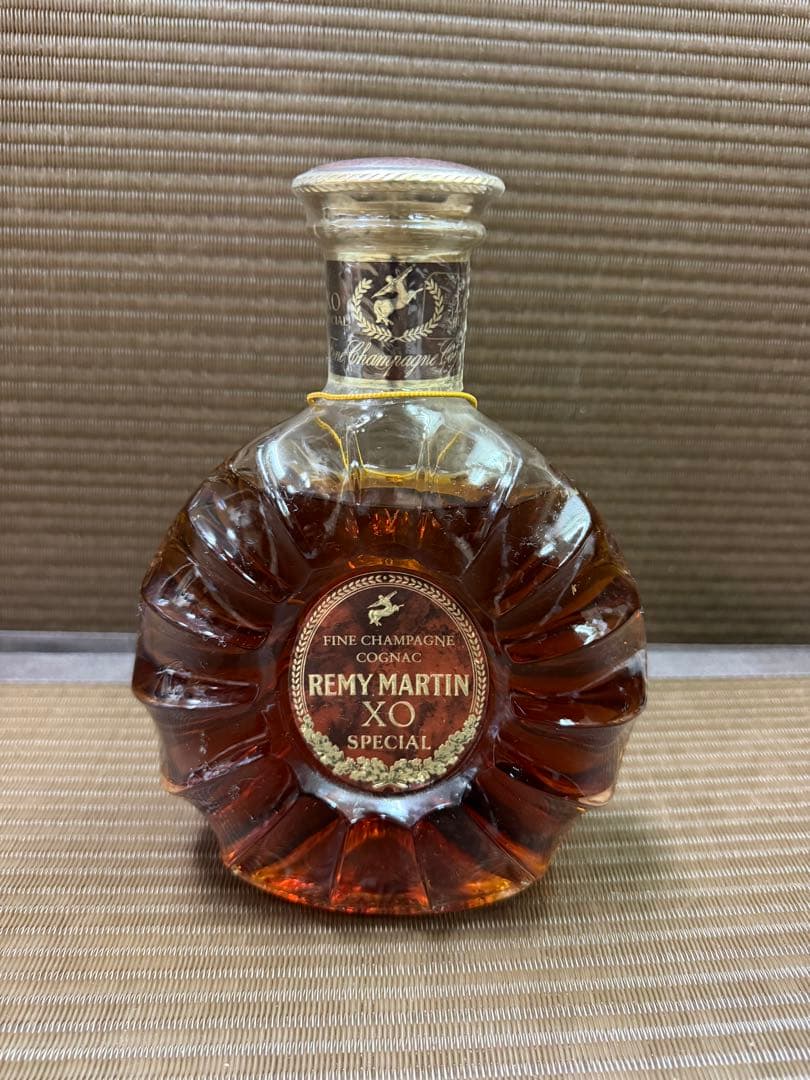 Champagne
FINE CHAMPAGNE
COGNAC
REMY MARTIN
XO
SPECIAL